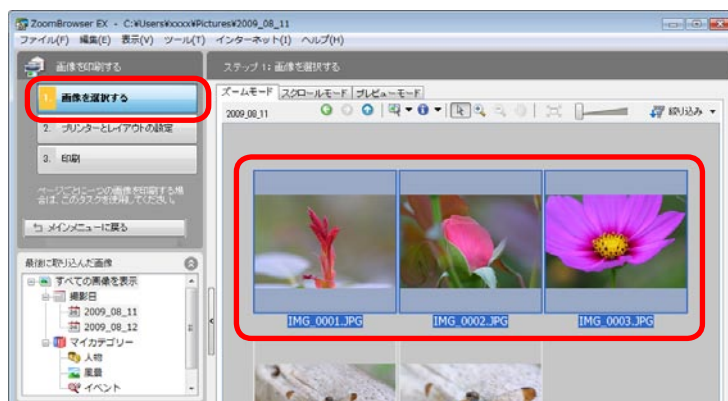 ZoomBrowser EX - C:¥Users¥xxxx¥Pictures¥2009_08_11
ファイル(F) 編集(E) 表示(V) ツール(T) インターネット(I) ヘルプ(H)
画像を印刷する
ステップ 1: 画像を選択する
1. 画像を選択する
2. プリンターとレイアウトの設定
3. 印刷
ページごとに一つの画像を印刷する場
合は、このタスクを使用してください。
メインメニューに戻る
ズームモード スクロールモード プレビューモード
2009_08_11
絞り込み
IMG_0001.JPG
IMG_0002.JPG
IMG_0003.JPG
最後に取り込んだ画像
すべての画像を表示
撮影日
2009_08_11
2009_08_12
マイカテゴリー
人物
風景
イベント